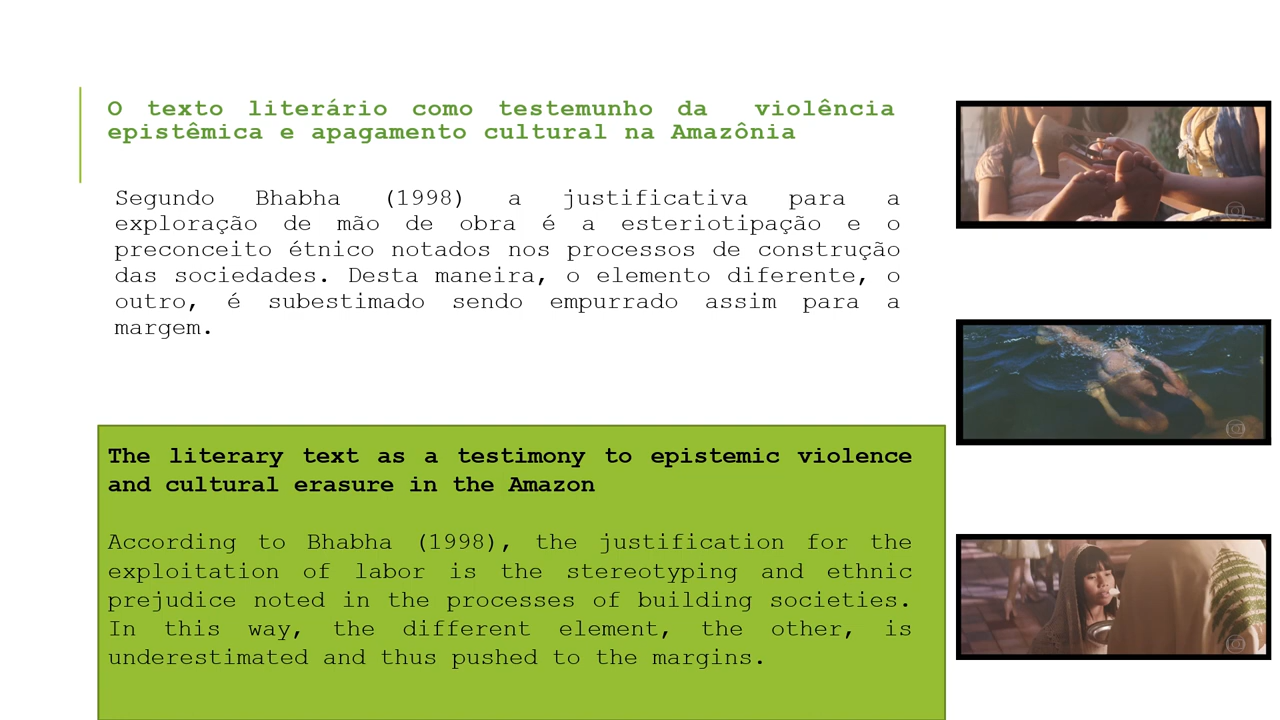 O texto literário como testemunho da violência
epistêmica e apagamento cultural na Amazônia
Segundo Bhabha (1998) a justificativa para a
exploração de mão de obra é a esteriotipação e o
preconceito étnico notados nos processos de construção
das sociedades. Desta maneira, o elemento diferente, o
outro, é subestimado sendo empurrado assim para a
margem.
The literary text as a testimony to epistemic violence
and cultural erasure in the Amazon
According to Bhabha (1998), the justification for the
exploitation of labor is the stereotyping and ethnic
prejudice noted in the processes of building societies.
In this way, the different element, the other, is
underestimated and thus pushed to the margins.